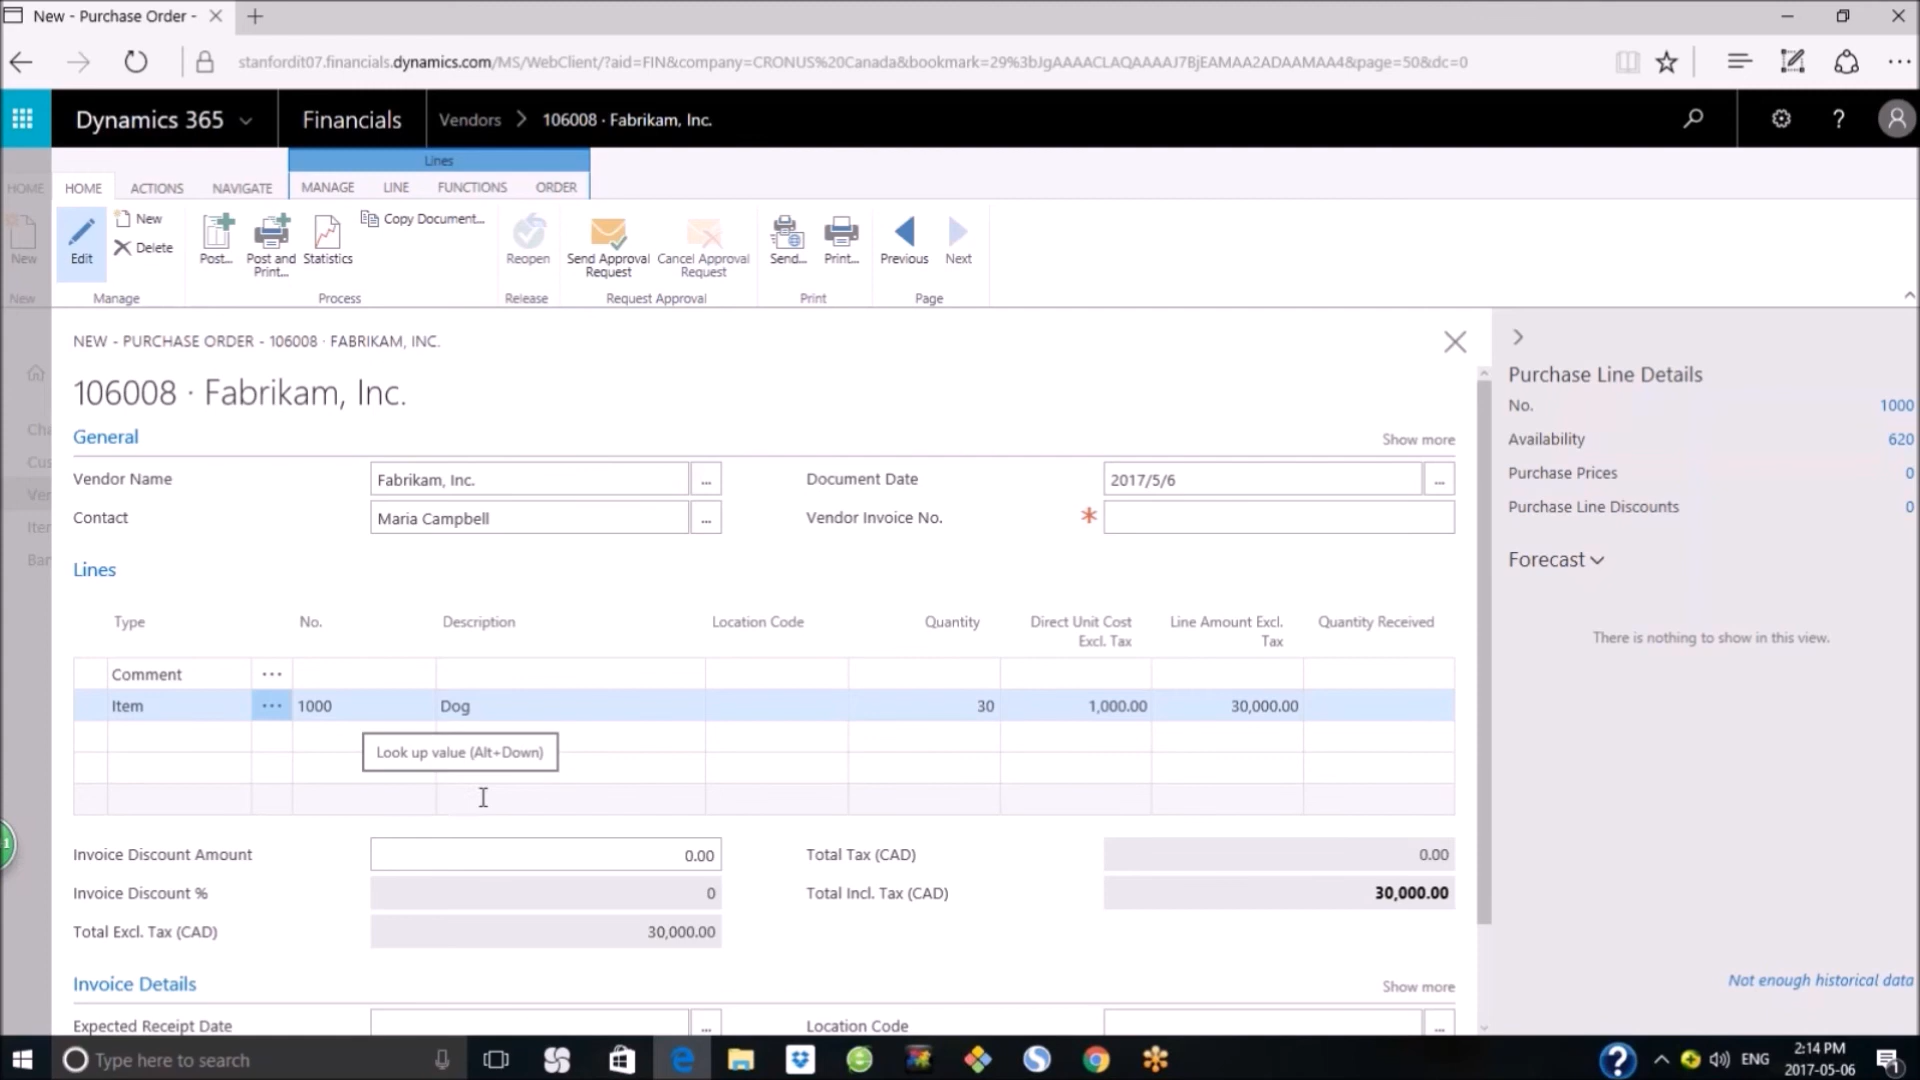 New - Purchase Order -
stanfordit07.financials.dynamics.com/MS/WebClient/?aid=FIN&company=CRONUS%20Canada&bookmark=29%3bJgAAAACLAQAAAAJ7BjEAMAA2ADAAMAA4&page=50&dc=0
Dynamics 365
Financials
Vendors > 106008 · Fabrikam, Inc.
?
Lines
HOME
HOME
ACTIONS
NAVIGATE
MANAGE
LINE
FUNCTIONS
ORDER
New
Edit
New
Delete
Post...
Post and Print...
Statistics
Copy Document...
Reopen
Send Approval Request
Cancel Approval Request
Send...
Print...
Previous
Next
New
Manage
Process
Release
Request Approval
Print
Page
NEW - PURCHASE ORDER - 106008 · FABRIKAM, INC.
106008 · Fabrikam, Inc.
General
Show more
Vendor Name
Fabrikam, Inc.
...
Document Date
2017/5/6
...
Contact
Maria Campbell
...
Vendor Invoice No.
*
Cha
Cus
Ven
Iten
Ban
Lines
Type
No.
Description
Location Code
Quantity
Direct Unit Cost Excl. Tax
Line Amount Excl. Tax
Quantity Received
Comment ...
Item ... 1000 Dog 30 1,000.00 30,000.00
Look up value (Alt+Down)
Invoice Discount Amount 0.00
Total Tax (CAD) 0.00
Invoice Discount % 0
Total Incl. Tax (CAD) 30,000.00
Total Excl. Tax (CAD) 30,000.00
Invoice Details
Show more
Expected Receipt Date
...
Location Code
...
Purchase Line Details
No. 1000
Availability 620
Purchase Prices 0
Purchase Line Discounts 0
Forecast
There is nothing to show in this view.
Not enough historical data
1
Type here to search
ENG
2:14 PM
2017-05-06
1